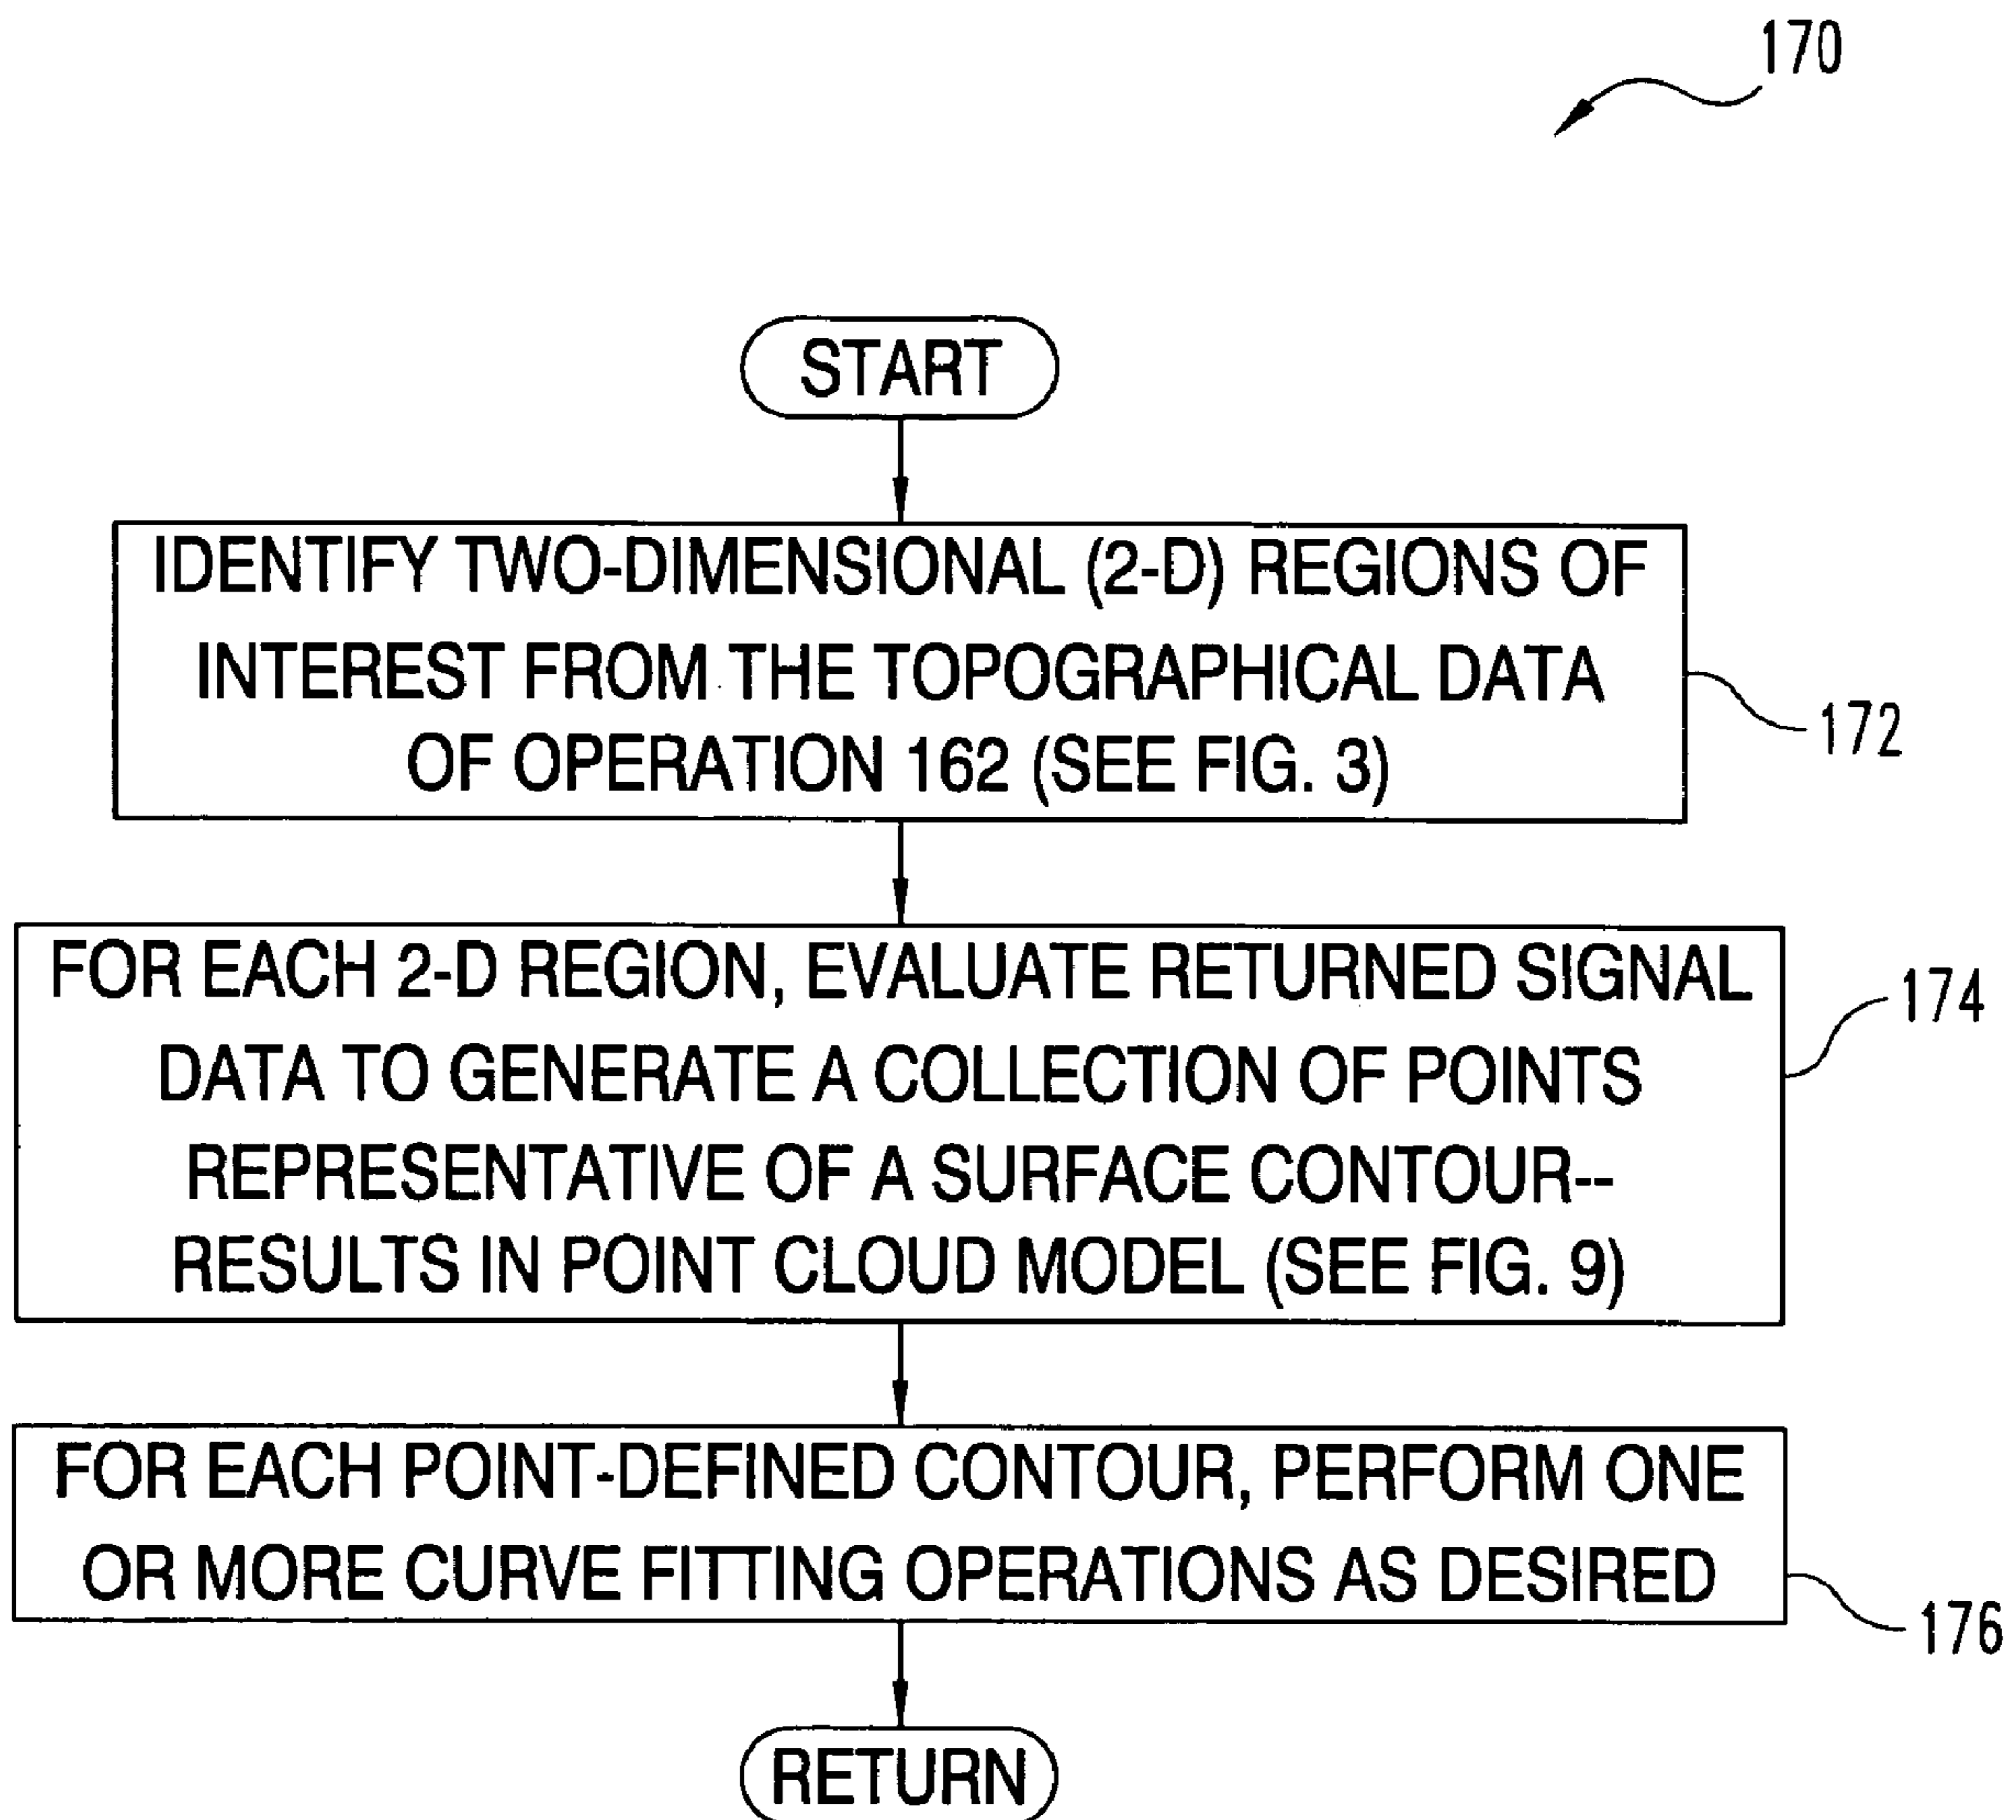 170
START
IDENTIFY TWO-DIMENSIONAL (2-D) REGIONS OF
INTEREST FROM THE TOPOGRAPHICAL DATA
OF OPERATION 162 (SEE FIG. 3)
172
FOR EACH 2-D REGION, EVALUATE RETURNED SIGNAL
DATA TO GENERATE A COLLECTION OF POINTS
REPRESENTATIVE OF A SURFACE CONTOUR--
RESULTS IN POINT CLOUD MODEL (SEE FIG. 9)
174
FOR EACH POINT-DEFINED CONTOUR, PERFORM ONE
OR MORE CURVE FITTING OPERATIONS AS DESIRED
176
RETURN